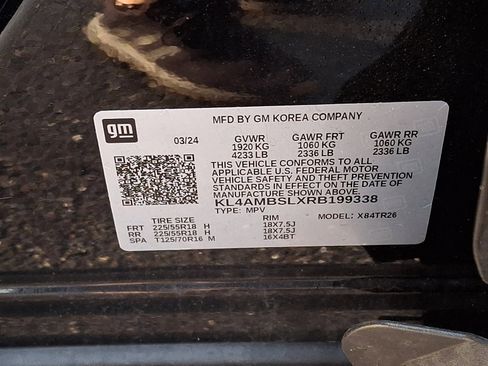 gm
MFD BY GM KOREA COMPANY
03/24 GVWR GAWR FRT GAWR RR
1920 KG 1060 KG 1060 KG
4233 LB 2336 LB 2336 LB
THIS VEHICLE CONFORMS TO ALL
APPLICABLE U.S. FEDERAL MOTOR
VEHICLE SAFETY AND THEFT PREVENTION
STANDARDS IN EFFECT ON THE DATE OF
MANUFACTURE SHOWN ABOVE.
KL4AMBSLXRB199338
TYPE: MPV MODEL: X84TR26
TIRE SIZE RIM
FRT 225/55R18 H 18X7.5J
RR 225/55R18 H 18X7.5J
SPA T125/70R16 M 16X4BT